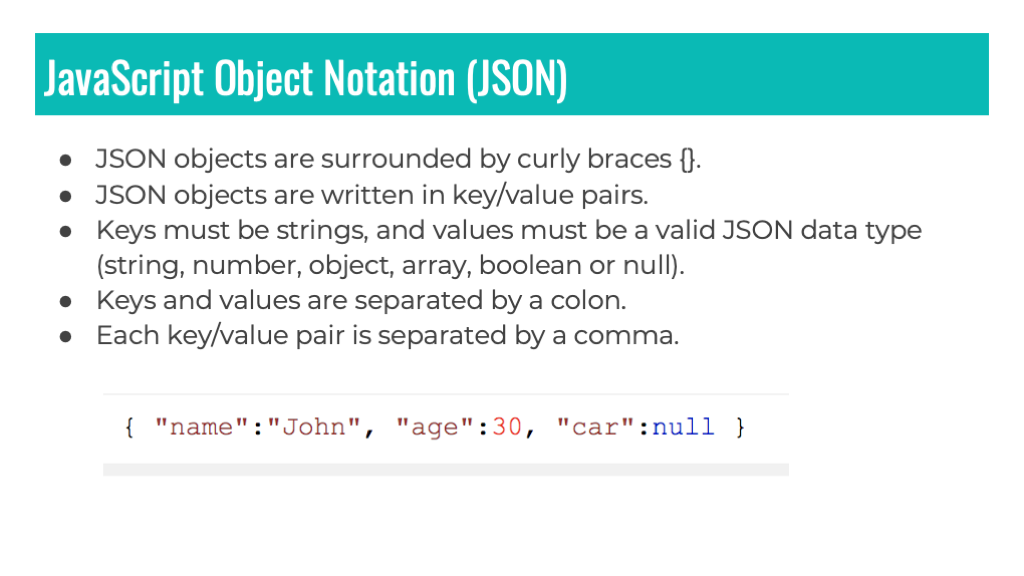 JavaScript Object Notation (JSON)
● JSON objects are surrounded by curly braces {}.
● JSON objects are written in key/value pairs.
● Keys must be strings, and values must be a valid JSON data type
(string, number, object, array, boolean or null).
● Keys and values are separated by a colon.
● Each key/value pair is separated by a comma.
{ "name":"John", "age":30, "car":null }